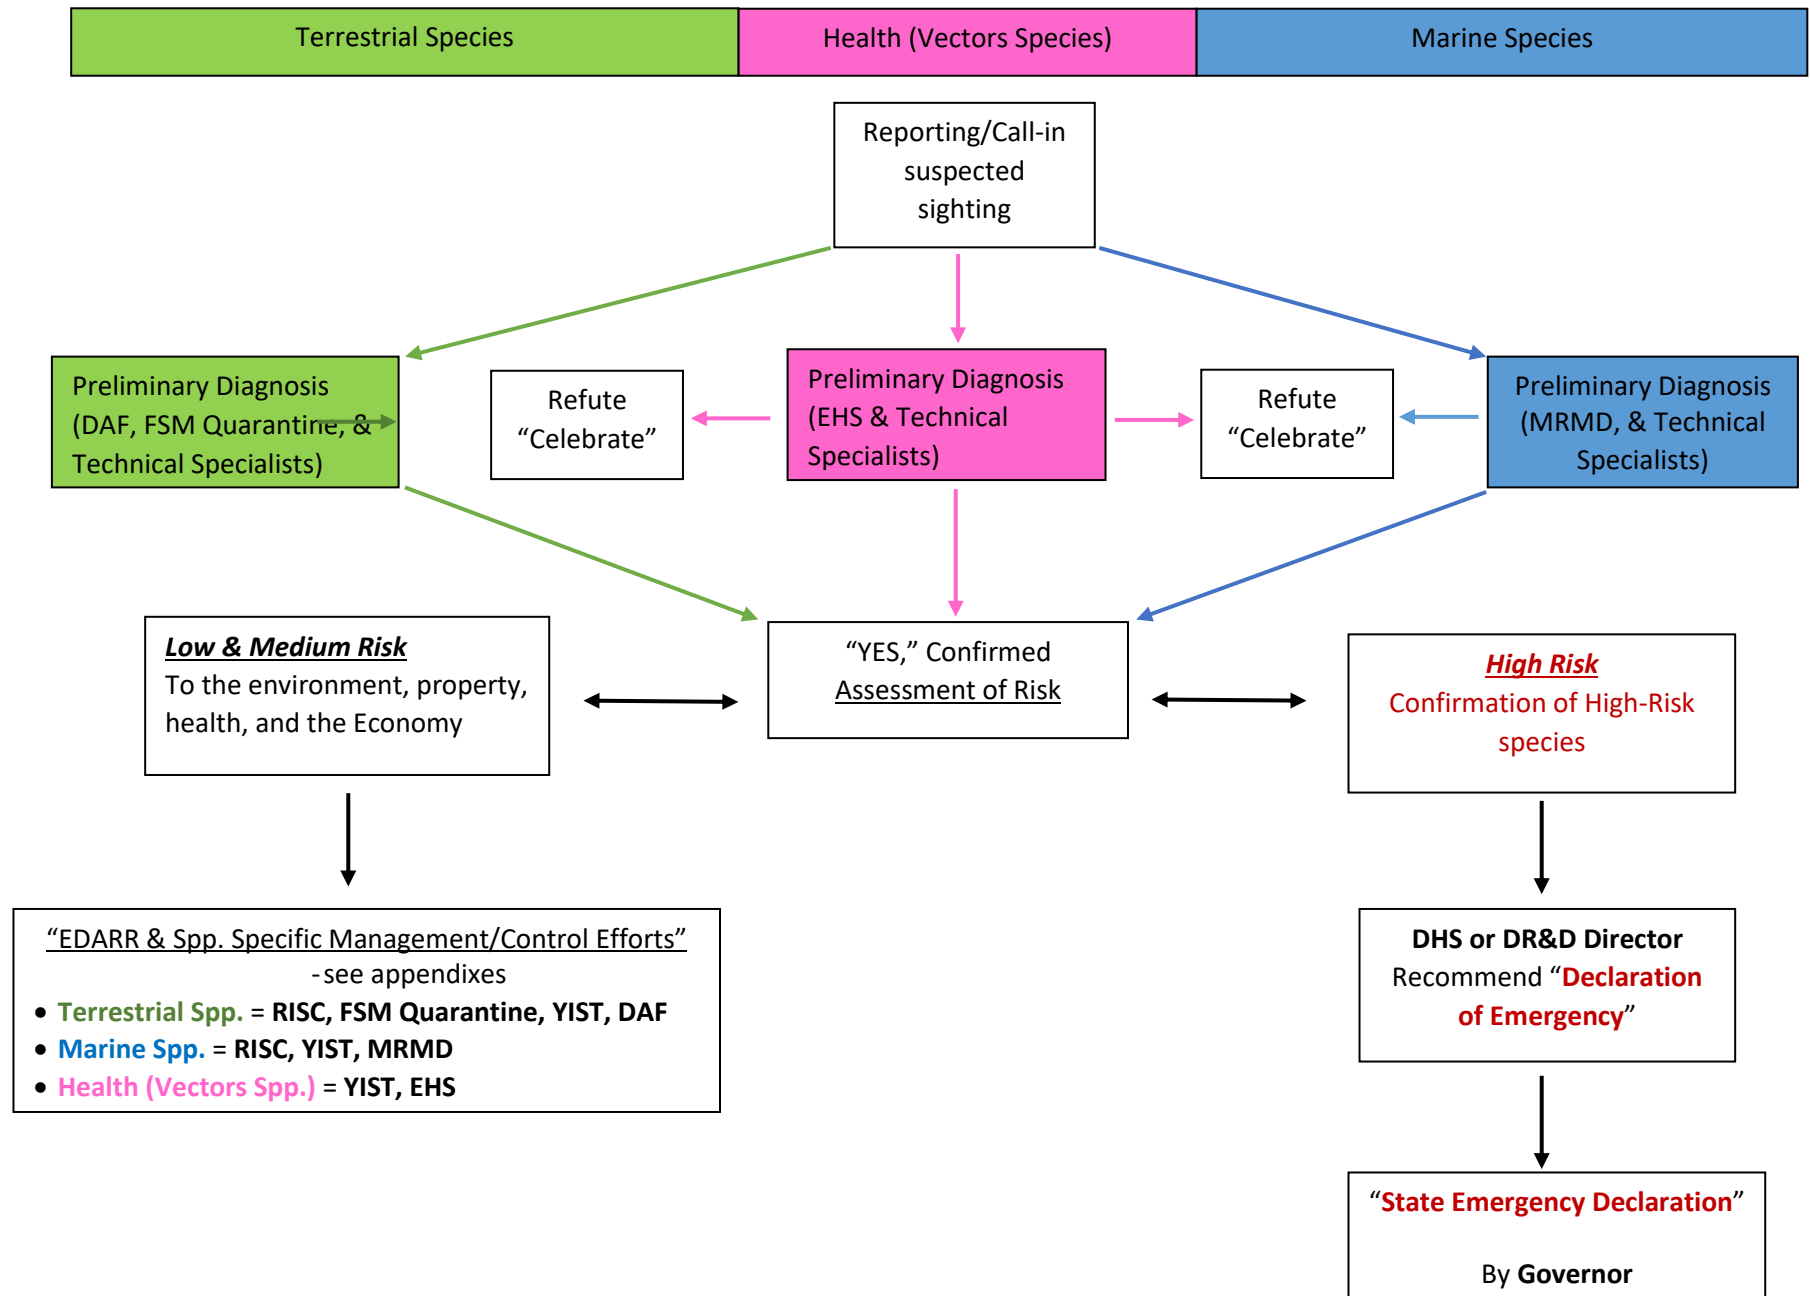 Terrestrial Species
Health (Vectors Species)
Marine Species
Reporting/Call-in
suspected
sighting
Preliminary Diagnosis
(DAF, FSM Quarantine, &
Technical Specialists)
Refute
“Celebrate”
Preliminary Diagnosis
(EHS & Technical
Specialists)
Refute
“Celebrate”
Preliminary Diagnosis
(MRMD, & Technical
Specialists)
Low & Medium Risk
To the environment, property,
health, and the Economy
“YES,” Confirmed
Assessment of Risk
High Risk
Confirmation of High-Risk
species
“EDARR & Spp. Specific Management/Control Efforts”
-see appendixes
• Terrestrial Spp. = RISC, FSM Quarantine, YIST, DAF
• Marine Spp. = RISC, YIST, MRMD
• Health (Vectors Spp.) = YIST, EHS
DHS or DR&D Director
Recommend “Declaration
of Emergency”
“State Emergency Declaration”
By Governor